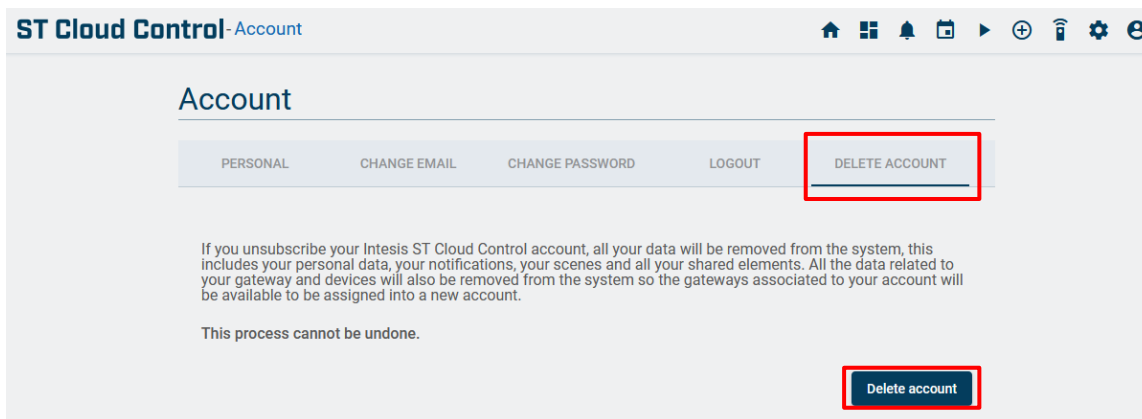 ST Cloud Control - Account
Account
PERSONAL CHANGE EMAIL CHANGE PASSWORD LOGOUT DELETE ACCOUNT
If you unsubscribe your Intesis ST Cloud Control account, all your data will be removed from the system, this
includes your personal data, your notifications, your scenes and all your shared elements. All the data related to
your gateway and devices will also be removed from the system so the gateways associated to your account will
be available to be assigned into a new account.
This process cannot be undone.
Delete account